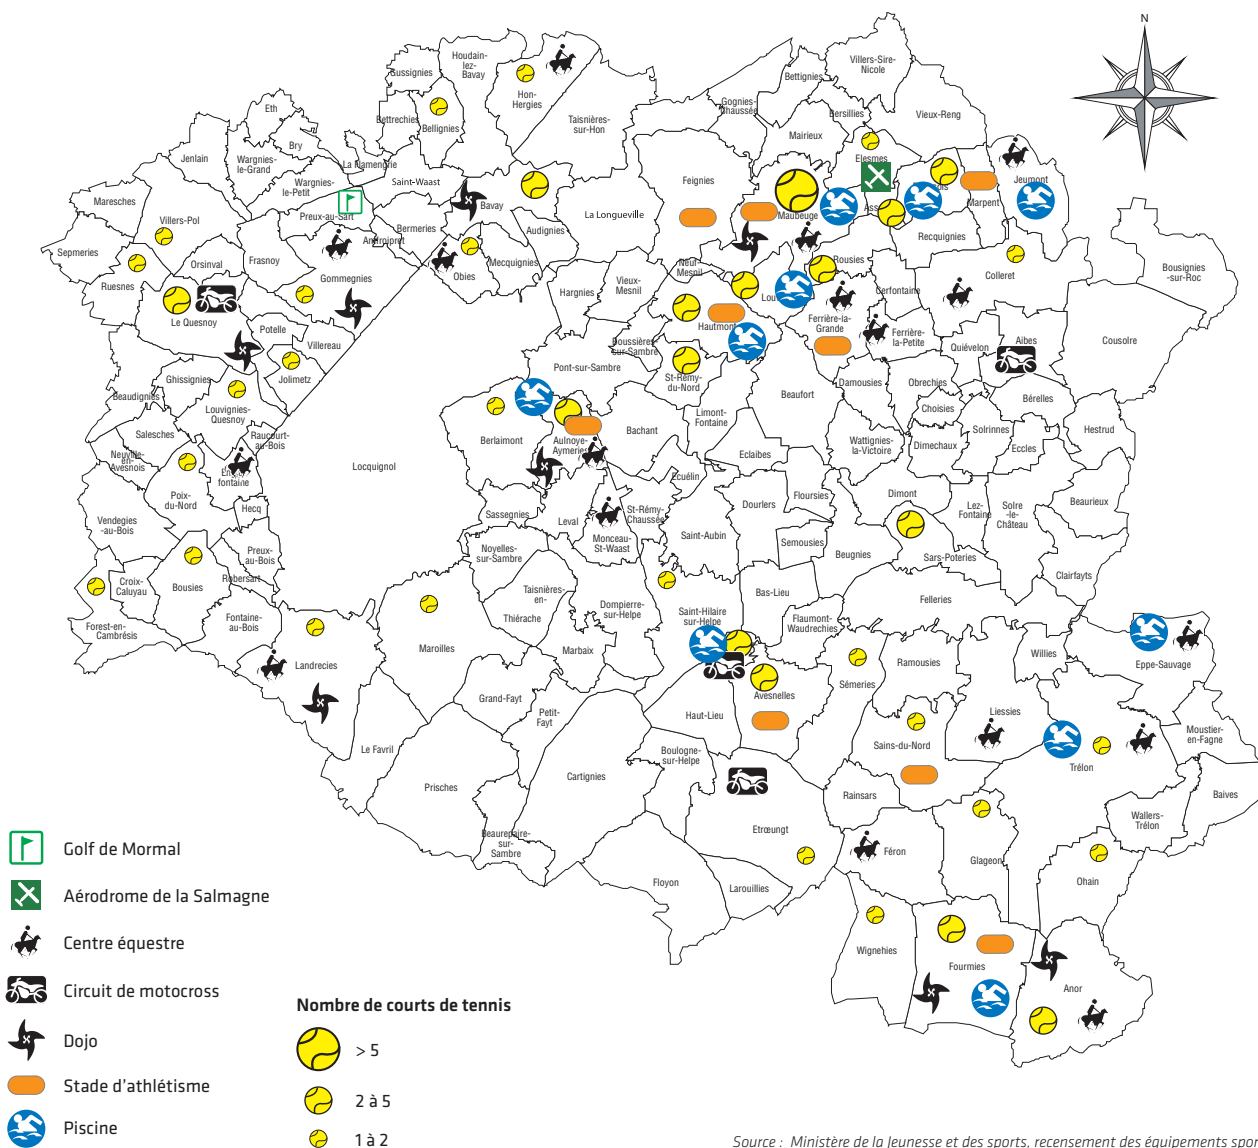 N
Houdain-
lez-
Bavay
Gussignies
Hon-
Hergies
Bettignies
Villers-Sire-
Nicole
Eth
Bry
Bettrechies
Bellignies
Taisnières-
sur-Hon
Gognies-
Chaussée
Bersillies
Vieux-Reng
Mairieux
Jenlain
Wargnies-
le-Grand
La Flamengrie
Elesmes
Wargnies-
le-Petit
Saint-Waast
Feignies
Jeumont
Maresches
Preux-au-Sart
Bavay
La Longueville
Maubeuge
Marpent
Villers-Pol
Bermeries
Audignies
Recquignies
Amfroipret
Sepmeries
Orsinval
Frasnoy
Obies
Mecquignies
Neuf-
Mesnil
Rousies
Colleret
Bousignies
-sur-Roc
Ruesnes
Gommegnies
Hargnies
Vieux-
Mesnil
Cerfontaine
Le Quesnoy
Hautmont
Ferrière-la-
Grande
Ferrière-
la-Petite
Potelle
Villereau
Boussières
-sur-Sambre
Quiévelon
Aibes
Cousolre
Ghissignies
Jolimetz
Pont-sur-Sambre
St-Rémy-
du-Nord
Beaufort
Damousies
Obrechies
Beaudignies
Louvignies-
Quesnoy
Choisies
Bérelles
Salesches
Raucourt-
au-Bois
Berlaimont
Aulnoye-
Aymeries
Bachant
Limont-
Fontaine
Wattignies-
la-Victoire
Dimechaux
Solrinnes
Eccles
Hestrud
Neuville-
en-
Avesnois
Locquignol
Eclaibes
Poix-
du-Nord
Ecuélin
Hecq
Sassegnies
Leval
St-Rémy-
Chaussée
Dourlers
Floursies
Dimont
Lez-
Fontaine
Solre
-le-
Château
Beaurieux
Vendegies
-au-Bois
Monceau-
St-Waast
Saint-Aubin
Semousies
Preux-
au-Bois
Noyelles-
sur-Sambre
Beugnies
Sars-Poteries
Croix-
Caluyau
Bousies
Robersart
Clairfayts
Taisnières-
en-
Thiérache
Dompierre-
sur-Helpe
Saint-Hilaire
sur-Helpe
Bas-Lieu
Felleries
Forest-en-
Cambrésis
Fontaine-
au-Bois
Flaumont-
Waudrechies
Landrecies
Maroilles
Marbaix
Ramousies
Willies
Eppe-Sauvage
Grand-Fayt
Avesnelles
Sémeries
Petit-
Fayt
Haut-Lieu
Liessies
Moustier-
en-Fagne
Le Favril
Boulogne-
sur-Helpe
Sains-du-Nord
Trélon
Prisches
Cartignies
Rainsars
Baives
Wallers-
Trélon
Beaurepaire-
sur-
Sambre
Etrœungt
Féron
Glageon
Floyon
Larouillies
Ohain
Wignehies
Fourmies
Anor
Golf de Mormal
Aérodrome de la Salmagne
Centre équestre
Circuit de motocross
Dojo
Stade d'athlétisme
Piscine
Nombre de courts de tennis
> 5
2 à 5
1 à 2
Source : Ministère de la Jeunesse et des sports, recensement des équipements spor